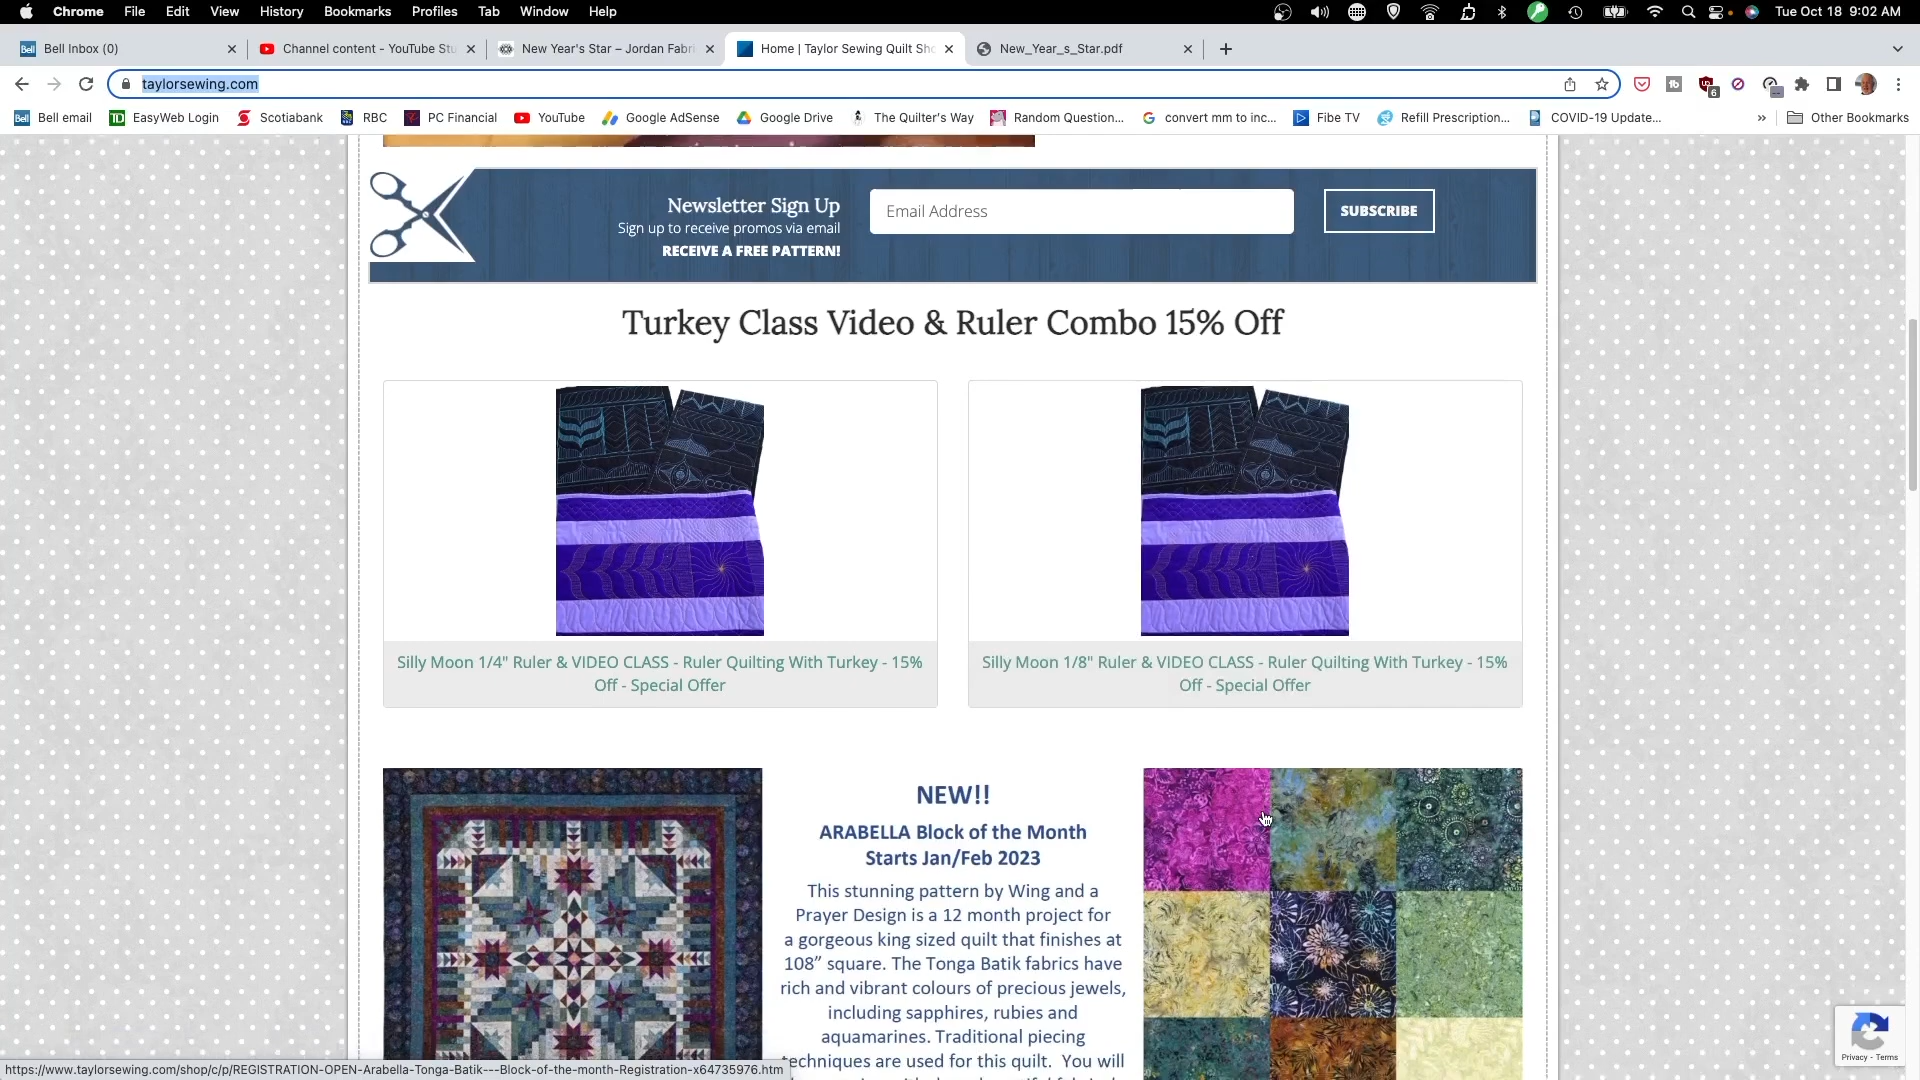 Chrome File Edit View History Bookmarks Profiles Tab Window Help Tue Oct 18 9:02 AM
Bell Inbox (0) Channel content - YouTube Stu New Year's Star – Jordan Fabri Home | Taylor Sewing Quilt Sho New_Year_s_Star.pdf
taylorsewing.com
Bell email EasyWeb Login Scotiabank RBC PC Financial YouTube Google AdSense Google Drive The Quilter's Way Random Question... convert mm to inc... Fibe TV Refill Prescription... COVID-19 Update... » Other Bookmarks
Newsletter Sign Up
Sign up to receive promos via email
RECEIVE A FREE PATTERN!
Email Address
SUBSCRIBE
Turkey Class Video & Ruler Combo 15% Off
Silly Moon 1/4" Ruler & VIDEO CLASS - Ruler Quilting With Turkey - 15%
Off - Special Offer
Silly Moon 1/8" Ruler & VIDEO CLASS - Ruler Quilting With Turkey - 15%
Off - Special Offer
NEW!!
ARABELLA Block of the Month
Starts Jan/Feb 2023
This stunning pattern by Wing and a
Prayer Design is a 12 month project for
a gorgeous king sized quilt that finishes at
108” square. The Tonga Batik fabrics have
rich and vibrant colours of precious jewels,
including sapphires, rubies and
aquamarines. Traditional piecing
techniques are used for this quilt. You will
Privacy - Terms
https://www.taylorsewing.com/shop/c/p/REGISTRATION-OPEN-Arabella-Tonga-Batik---Block-of-the-month-Registration-x64735976.htm